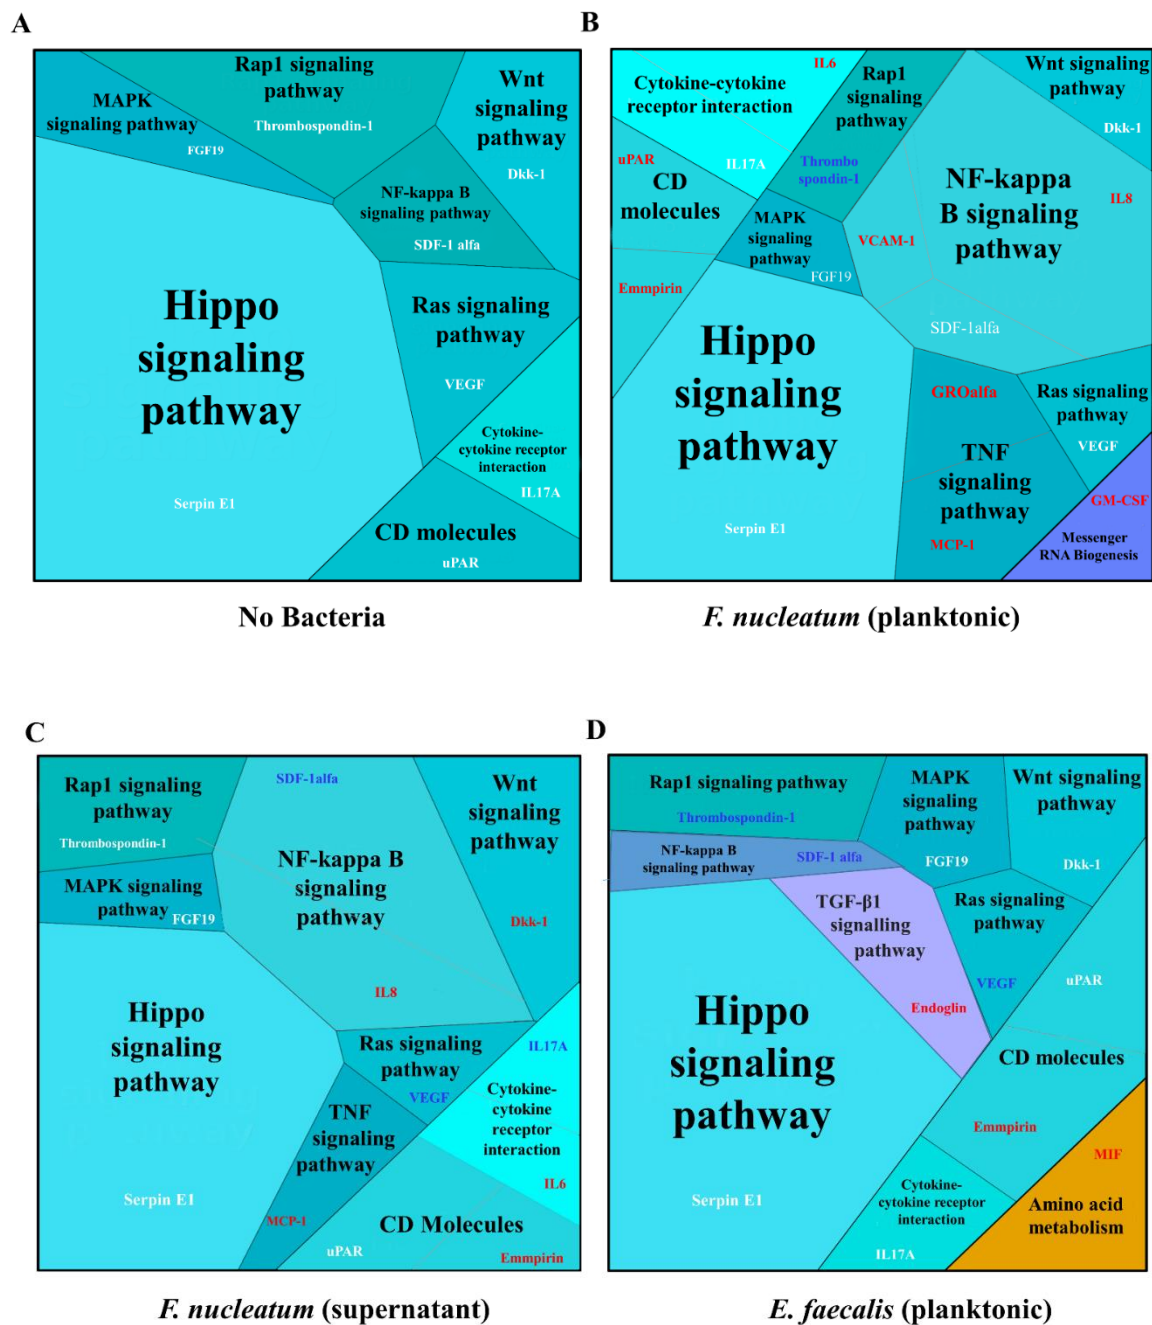 A
Rap1 signaling
pathway
Thrombospondin-1
MAPK
signaling pathway
FGF19
Wnt
signaling
pathway
Dkk-1
NF-kappa B
signaling pathway
SDF-1 alfa
Hippo
signaling
pathway
Serpin E1
Ras signaling
pathway
VEGF
Cytokine-
cytokine receptor
interaction
IL17A
CD molecules
uPAR
No Bacteria
B
IL6
Cytokine-cytokine
receptor interaction
IL17A
Rap1
signaling
pathway
Thrombo
spondin-1
Wnt signaling
pathway
Dkk-1
uPAR
CD
molecules
Emmpirin
MAPK
signaling
pathway
FGF19
VCAM-1
NF-kappa
B signaling
pathway
IL8
SDF-1alfa
Hippo
signaling
pathway
Serpin E1
GROalfa
TNF
signaling
pathway
MCP-1
Ras signaling
pathway
VEGF
GM-CSF
Messenger
RNA Biogenesis
F. nucleatum (planktonic)
C
Rap1 signaling
pathway
Thrombospondin-1
SDF-1alfa
NF-kappa B
signaling
pathway
IL8
Wnt
signaling
pathway
Dkk-1
MAPK signaling
pathway
FGF19
Hippo
signaling
pathway
Serpin E1
Ras signaling
pathway
VEGF
TNF
signaling
pathway
MCP-1
IL17A
Cytokine-
cytokine
receptor
interaction
IL6
CD Molecules
uPAR
Emmpirin
F. nucleatum (supernatant)
D
Rap1 signaling pathway
Thrombospondin-1
MAPK
signaling
pathway
FGF19
Wnt signaling
pathway
Dkk-1
NF-kappa B
signaling pathway
SDF-1 alfa
TGF-β1
signalling
pathway
Endoglin
Ras signaling
pathway
VEGF
uPAR
CD molecules
Emmpirin
Hippo
signaling
pathway
Serpin E1
Cytokine-
cytokine receptor
interaction
IL17A
MIF
Amino acid
metabolism
E. faecalis (planktonic)